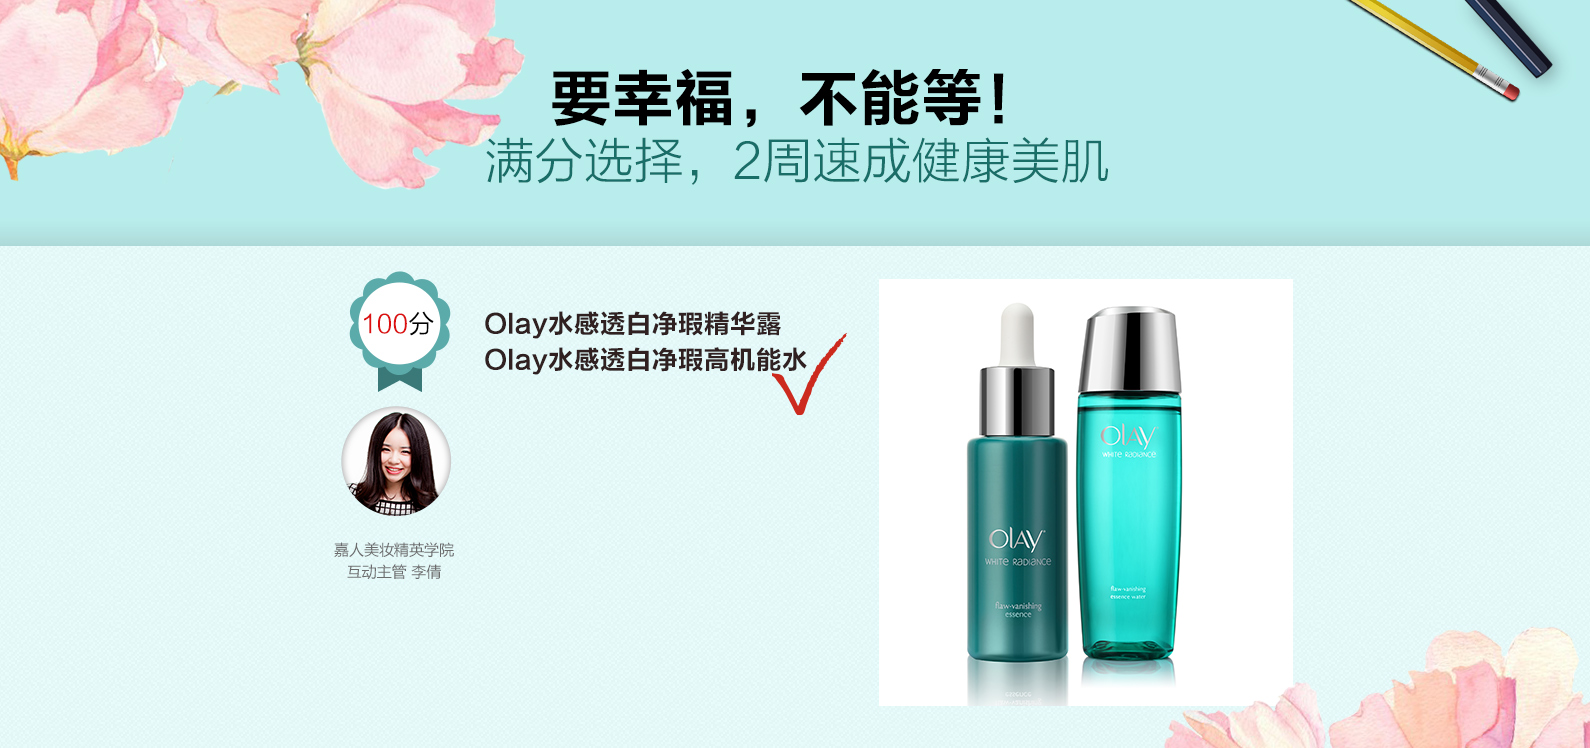 要幸福，不能等！
满分选择，2周速成健康美肌
100分
Olay水感透白净瑕精华露
Olay水感透白净瑕高机能水
嘉人美妆精英学院
互动主管 李倩
OLAY™
WHITE RADIANCE
flaw-vanishing
essence
OLAY™
WHITE RADIANCE
flaw-vanishing
essence water